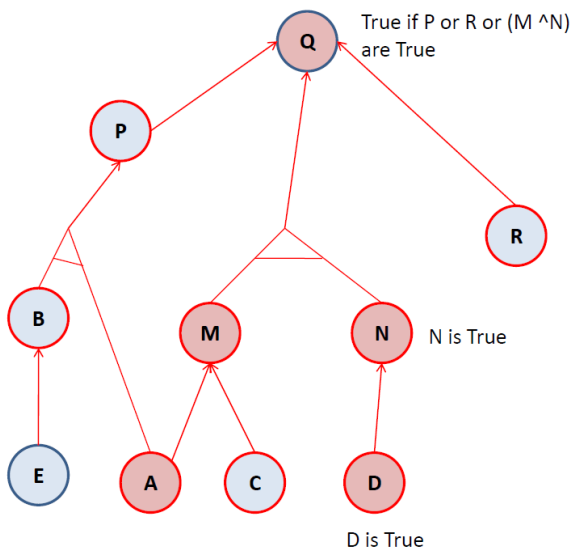 Q
True if P or R or (M ^N)
are True
P
R
B
M
N
N is True
E
A
C
D
D is True